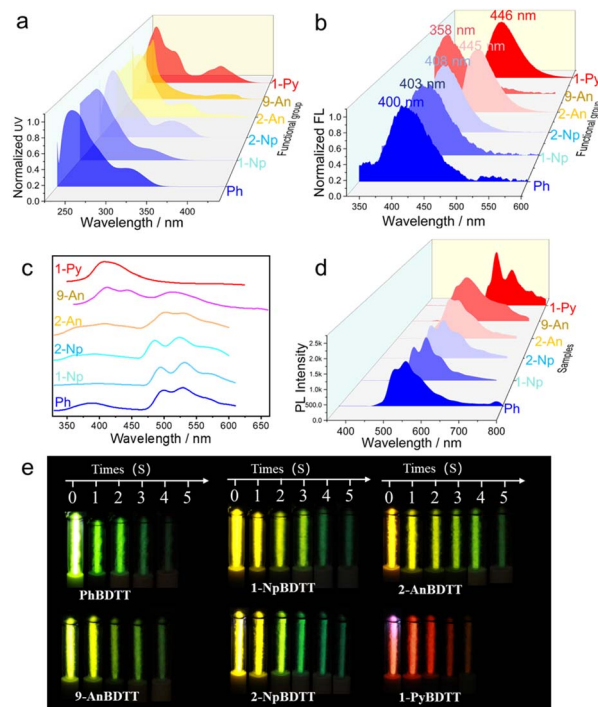 a
Normalized UV
1.0
0.8
0.6
0.4
0.2
0.0
250
300
350
400
Wavelength / nm
1-Py
9-An
2-An
2-Np
1-Np
Ph
Functional group
b
446 nm
358 nm
445 nm
408 nm
403 nm
400 nm
Normalized FL
1.0
0.8
0.6
0.4
0.2
0.0
350
400
450
500
550
600
Wavelength / nm
1-Py
9-An
2-An
2-Np
1-Np
Ph
Functional group
c
1-Py
9-An
2-An
2-Np
1-Np
Ph
350 400 450 500 550 600 650
Wavelength / nm
d
PL Intensity
2.5k
2.0k
1.5k
1.0k
500.0
0.0
400
500
600
700
800
Wavelength / nm
1-Py
9-An
2-An
2-Np
1-Np
Ph
Samples
e
Times (S)
0 1 2 3 4 5
Times (S)
0 1 2 3 4 5
Times (S)
0 1 2 3 4 5
PhBDTT
1-NpBDTT
2-AnBDTT
9-AnBDTT
2-NpBDTT
1-PyBDTT